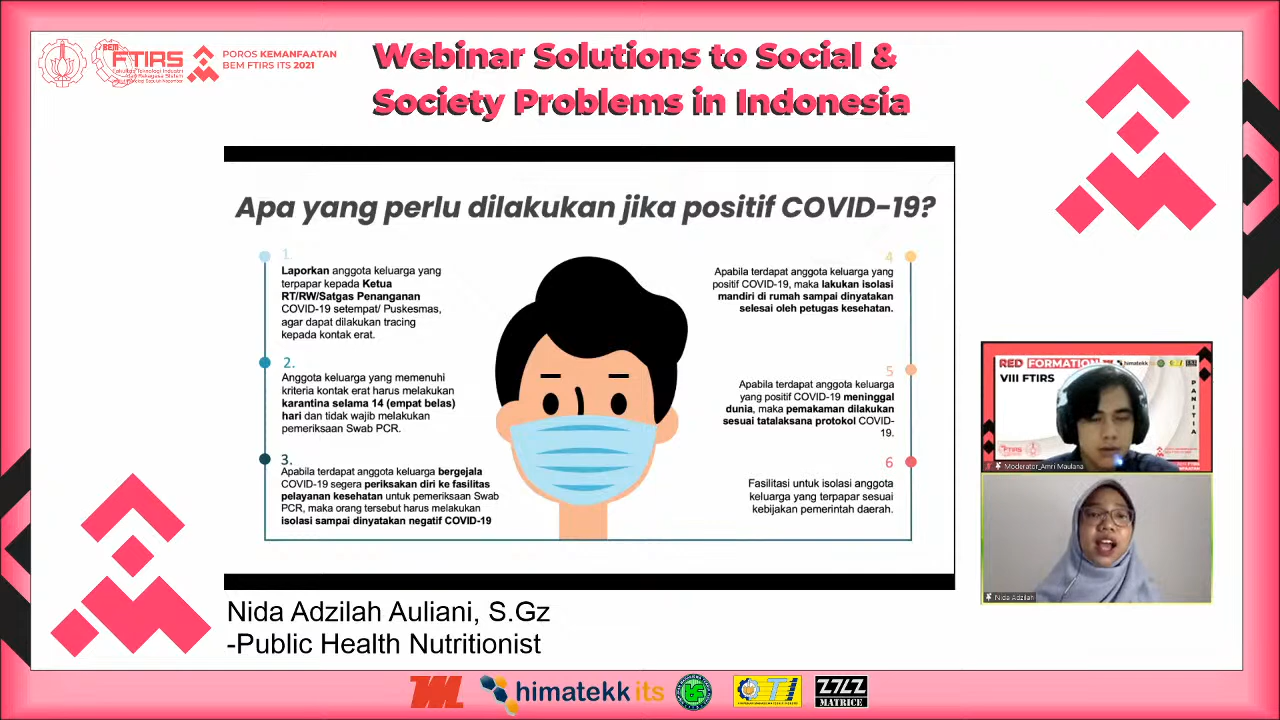 BEM
FTIRS
POROS KEMANFAATAN
BEM FTIRS ITS 2021
Webinar Solutions to Social &
Society Problems in Indonesia
Apa yang perlu dilakukan jika positif COVID-19?
1.
Laporkan anggota keluarga yang
terpapar kepada Ketua
RT/RW/Satgas Penanganan
COVID-19 setempat/ Puskesmas,
agar dapat dilakukan tracing
kepada kontak erat.
2.
Anggota keluarga yang memenuhi
kriteria kontak erat harus melakukan
karantina selama 14 (empat belas)
hari dan tidak wajib melakukan
pemeriksaan Swab PCR.
3.
Apabila terdapat anggota keluarga bergejala
COVID-19 segera periksakan diri ke fasilitas
pelayanan kesehatan untuk pemeriksaan Swab
PCR, maka orang tersebut harus melakukan
isolasi sampai dinyatakan negatif COVID-19
4
Apabila terdapat anggota keluarga yang
positif COVID-19, maka lakukan isolasi
mandiri di rumah sampai dinyatakan
selesai oleh petugas kesehatan.
5
Apabila terdapat anggota keluarga
yang positif COVID-19 meninggal
dunia, maka pemakaman dilakukan
sesuai tatalaksana protokol COVID-
19.
6
Fasilitasi untuk isolasi anggota
keluarga yang terpapar sesuai
kebijakan pemerintah daerah.
RED FORMATION
himatekk its
VIII FTIRS
PANITIA
Moderator_Amri Maulana
Nida Adzilah
Nida Adzilah Auliani, S.Gz
-Public Health Nutritionist
himatekk its
MATRICE